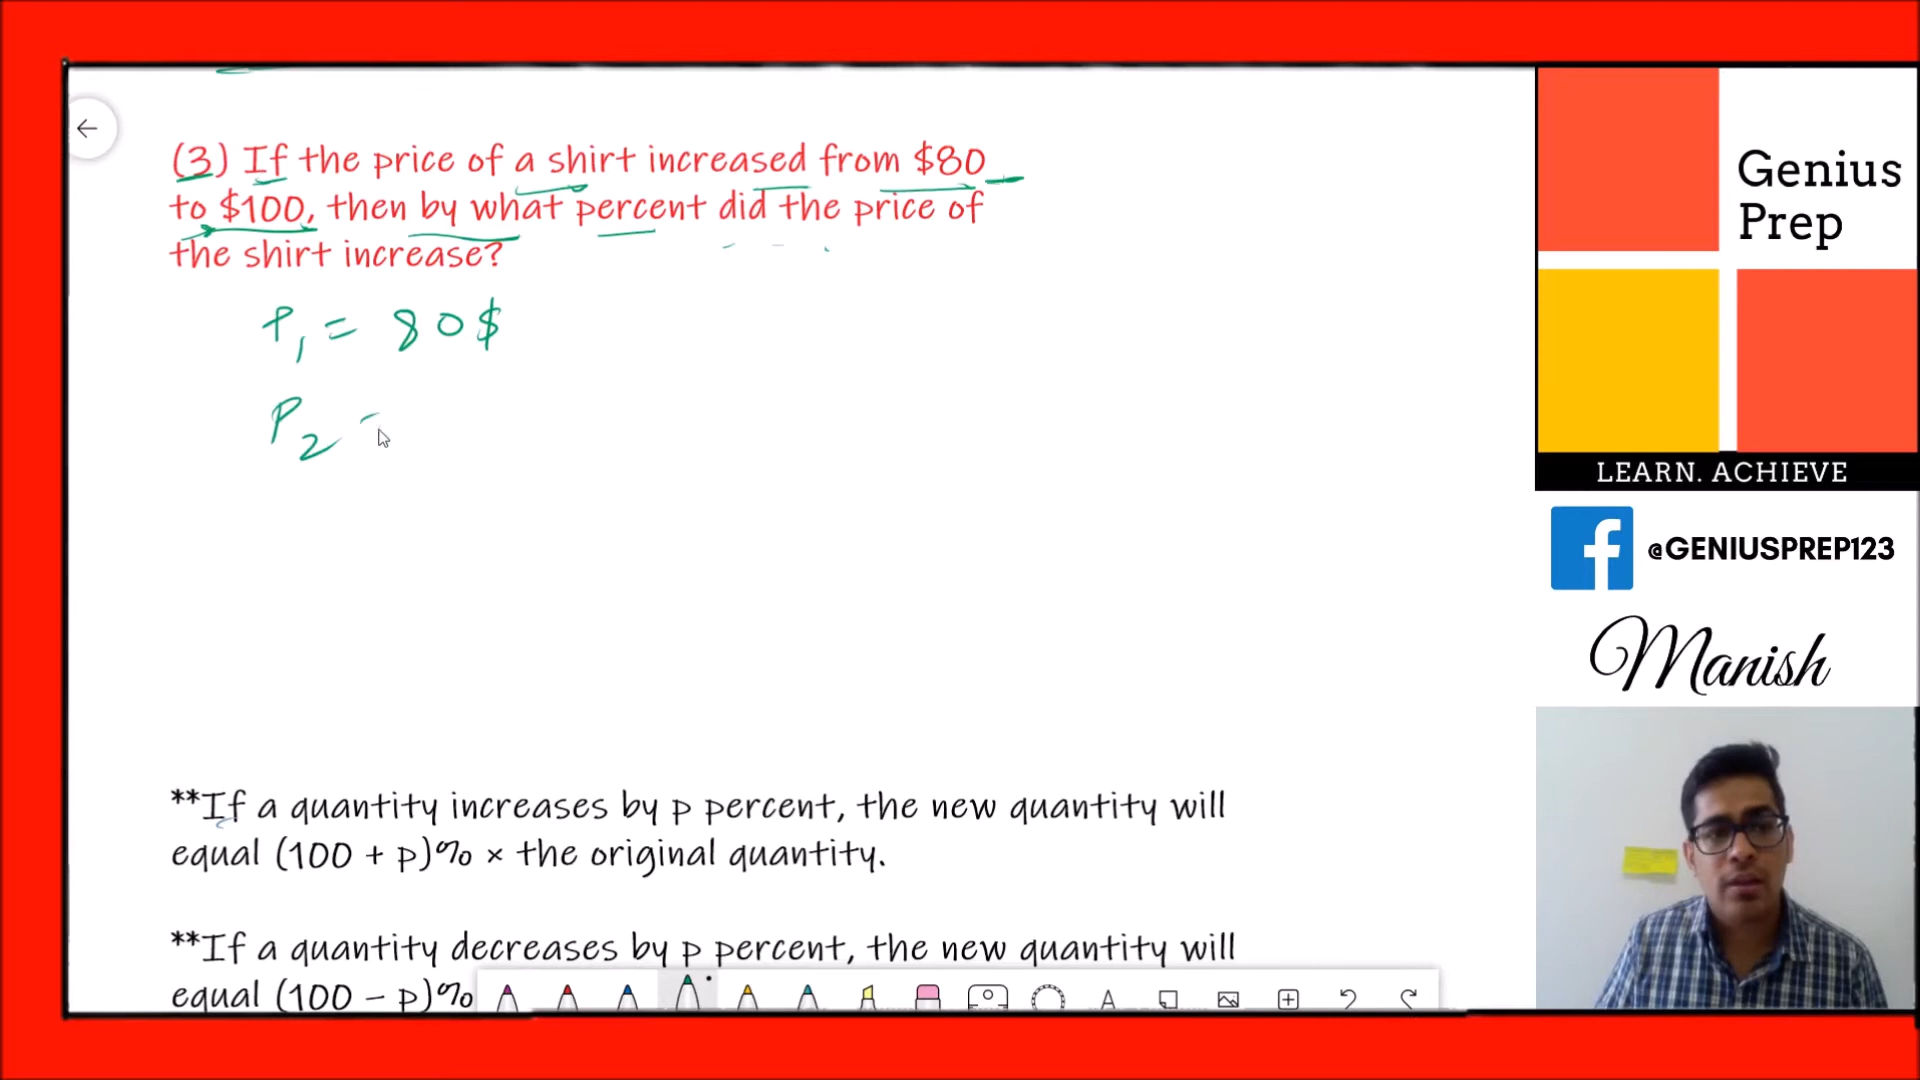 (3) If the price of a shirt increased from $80
to $100, then by what percent did the price of
the shirt increase?
P1 = 80$
P2 -
**If a quantity increases by p percent, the new quantity will
equal (100 + p)% × the original quantity.
**If a quantity decreases by p percent, the new quantity will
equal (100 – p)%
Genius
Prep
LEARN. ACHIEVE
@GENIUSPREP123
Manish